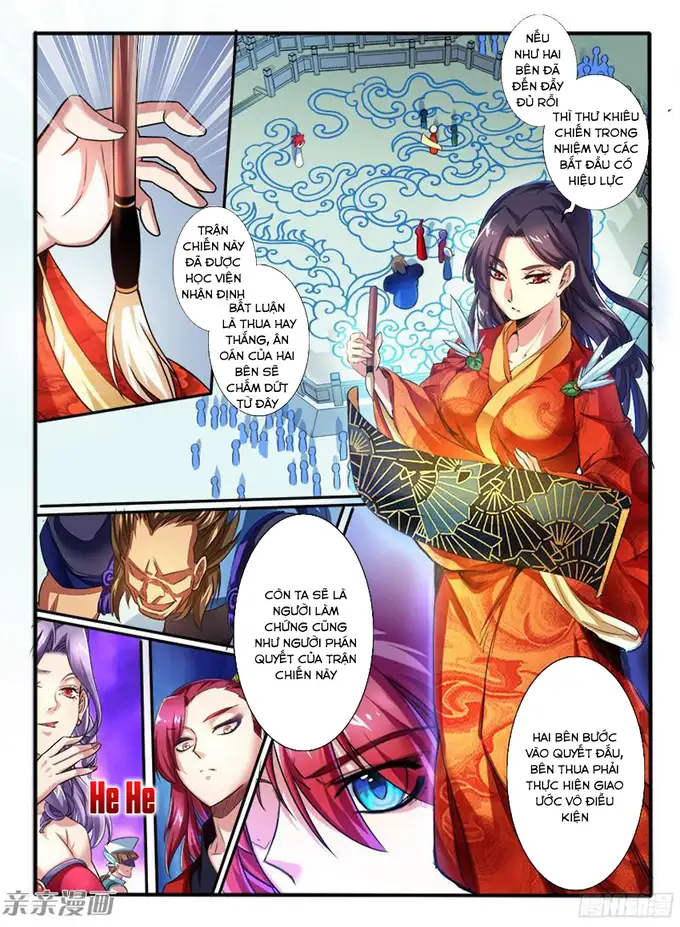 NẾU
NHƯ HAI
BÊN ĐÃ
ĐẾN ĐẦY
ĐỦ RỒI
THÌ THƯ KHIÊU
CHIẾN TRONG
NHIỆM VỤ CÁC
BẮT ĐẦU CÓ
HIỆU LỰC
TRẬN
CHIẾN NÀY
ĐÃ ĐƯỢC
HỌC VIỆN
NHẬN ĐỊNH
BẤT LUẬN
LÀ THUA HAY
THẮNG, ÂN
OÁN CỦA HAI
BÊN SẼ
CHẤM DỨT
TỪ ĐÂY
CÒN TA SẼ LÀ
NGƯỜI LÀM
CHỨNG CŨNG
NHƯ NGƯỜI PHÁN
QUYẾT CỦA TRẬN
CHIẾN NÀY
HAI BÊN BƯỚC
VÀO QUYẾT ĐẤU,
BÊN THUA PHẢI
THỰC HIỆN GIAO
ƯỚC VÔ ĐIỀU
KIỆN
He He
亲亲漫画